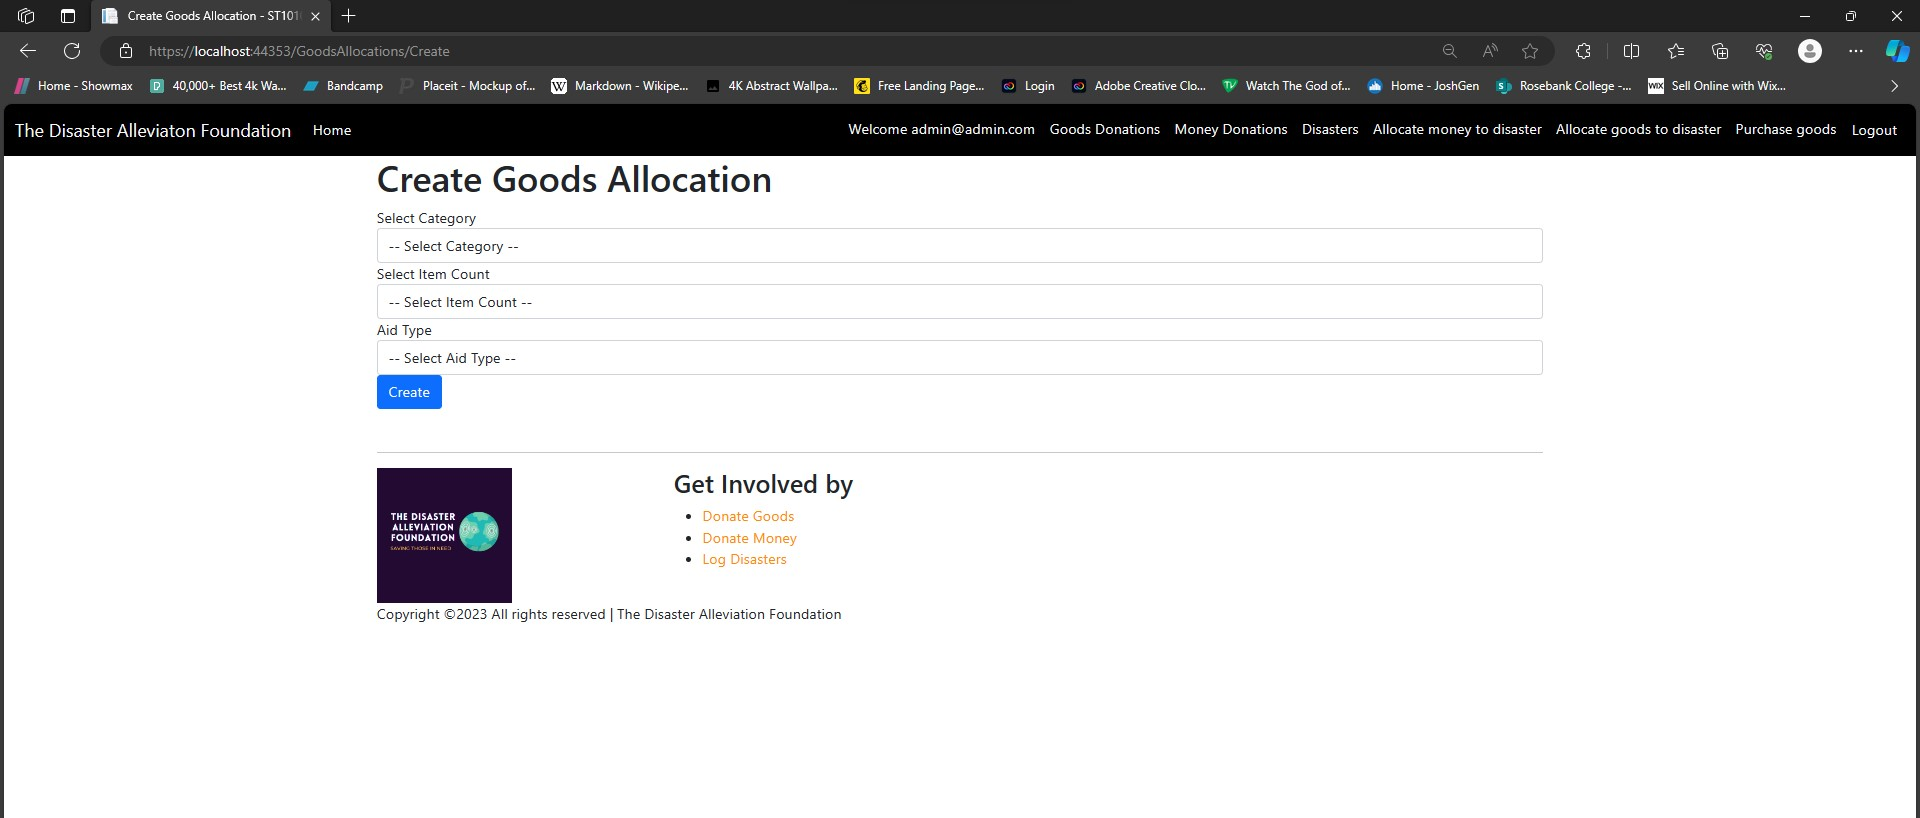 Create Goods Allocation - ST101
https://localhost:44353/GoodsAllocations/Create
Home - Showmax 40,000+ Best 4k Wa... Bandcamp Placeit - Mockup of... Markdown - Wikipe... 4K Abstract Wallpa... Free Landing Page... Login Adobe Creative Clo... Watch The God of... Home - JoshGen Rosebank College -... Sell Online with Wix...
The Disaster Alleviaton Foundation Home Welcome admin@admin.com Goods Donations Money Donations Disasters Allocate money to disaster Allocate goods to disaster Purchase goods Logout
Create Goods Allocation
Select Category
-- Select Category --
Select Item Count
-- Select Item Count --
Aid Type
-- Select Aid Type --
Create
THE DISASTER
ALLEVIATION
FOUNDATION
SAVING THOSE IN NEED
Get Involved by
Donate Goods
Donate Money
Log Disasters
Copyright ©2023 All rights reserved | The Disaster Alleviation Foundation